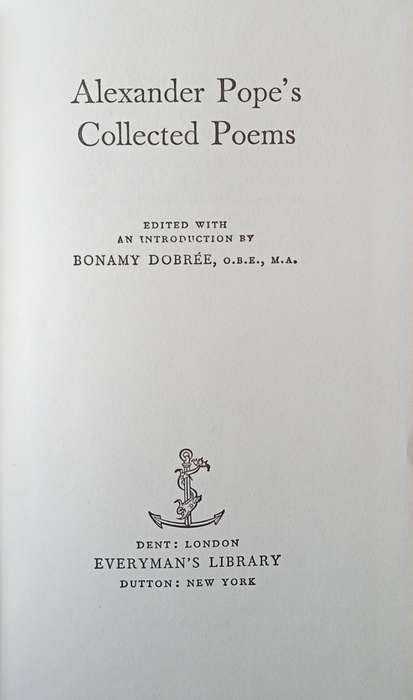 Alexander Pope's
Collected Poems
EDITED WITH
AN INTRODUCTION BY
BONAMY DOBRÉE, O.B.E., M.A.
DENT: LONDON
EVERYMAN'S LIBRARY
DUTTON: NEW YORK